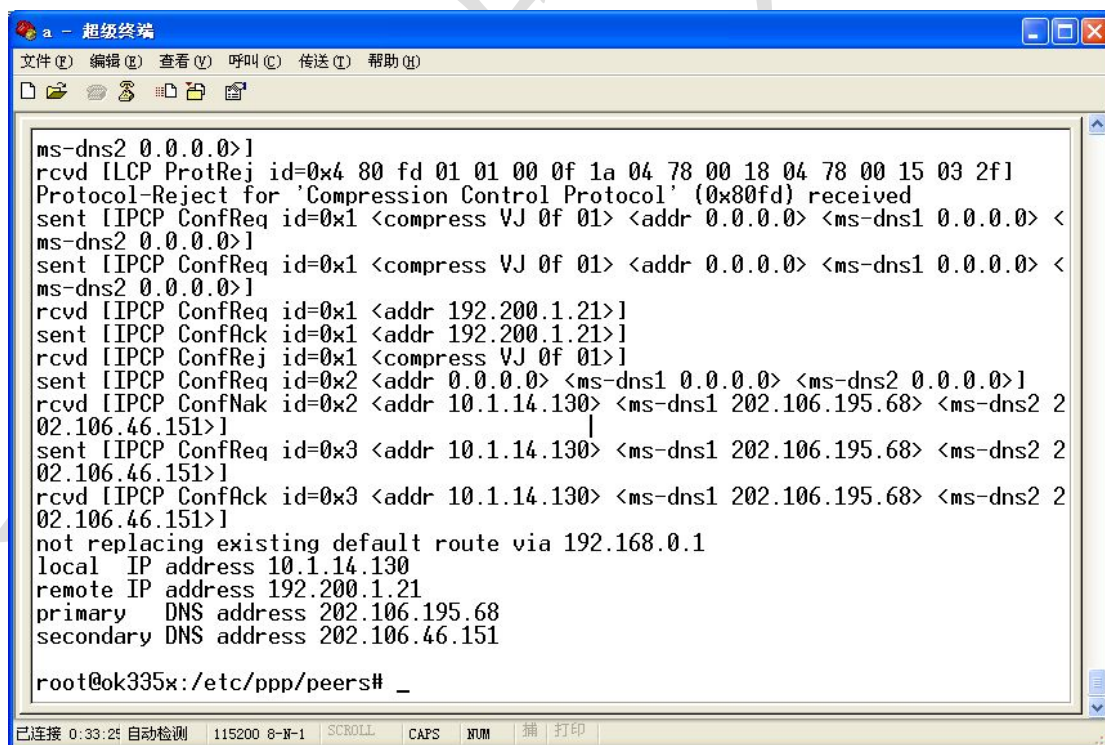 a - 超级终端
文件(F) 编辑(E) 查看(V) 呼叫(C) 传送(T) 帮助(H)
ms-dns2 0.0.0.0>]
rcvd [LCP ProtRej id=0x4 80 fd 01 01 00 0f 1a 04 78 00 18 04 78 00 15 03 2f]
Protocol-Reject for 'Compression Control Protocol' (0x80fd) received
sent [IPCP ConfReq id=0x1 <compress VJ 0f 01> <addr 0.0.0.0> <ms-dns1 0.0.0.0> <
ms-dns2 0.0.0.0>]
sent [IPCP ConfReq id=0x1 <compress VJ 0f 01> <addr 0.0.0.0> <ms-dns1 0.0.0.0> <
ms-dns2 0.0.0.0>]
rcvd [IPCP ConfReq id=0x1 <addr 192.200.1.21>]
sent [IPCP ConfAck id=0x1 <addr 192.200.1.21>]
rcvd [IPCP ConfRej id=0x1 <compress VJ 0f 01>]
sent [IPCP ConfReq id=0x2 <addr 0.0.0.0> <ms-dns1 0.0.0.0> <ms-dns2 0.0.0.0>]
rcvd [IPCP ConfNak id=0x2 <addr 10.1.14.130> <ms-dns1 202.106.195.68> <ms-dns2 2
02.106.46.151>]
sent [IPCP ConfReq id=0x3 <addr 10.1.14.130> <ms-dns1 202.106.195.68> <ms-dns2 2
02.106.46.151>]
rcvd [IPCP ConfAck id=0x3 <addr 10.1.14.130> <ms-dns1 202.106.195.68> <ms-dns2 2
02.106.46.151>]
not replacing existing default route via 192.168.0.1
local  IP address 10.1.14.130
remote IP address 192.200.1.21
primary   DNS address 202.106.195.68
secondary DNS address 202.106.46.151
root@ok335x:/etc/ppp/peers# _
已连接 0:33:25 自动检测 115200 8-N-1 SCROLL CAPS NUM 捕 打印